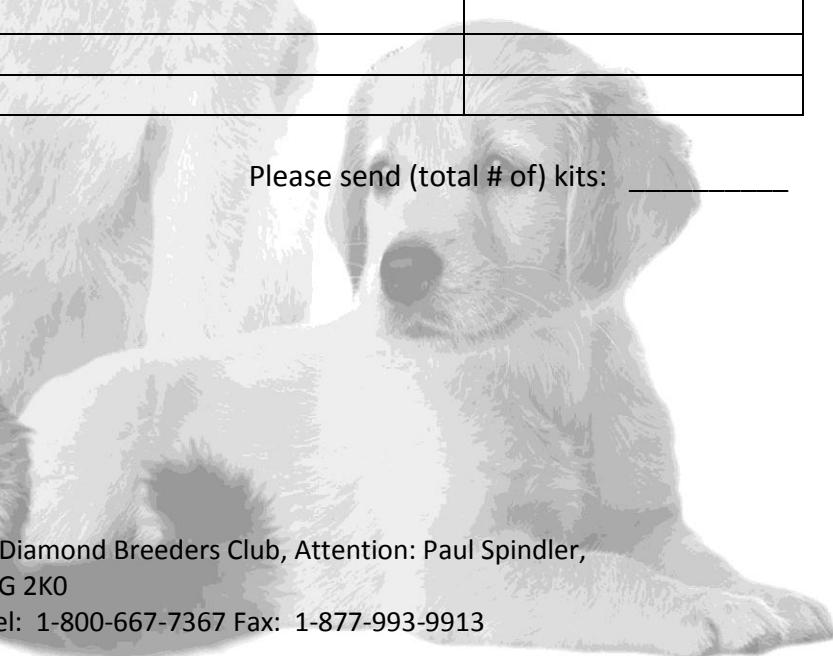 Please send (total # of) kits: __________
Diamond Breeders Club, Attention: Paul Spindler,
G 2K0
el: 1-800-667-7367 Fax: 1-877-993-9913